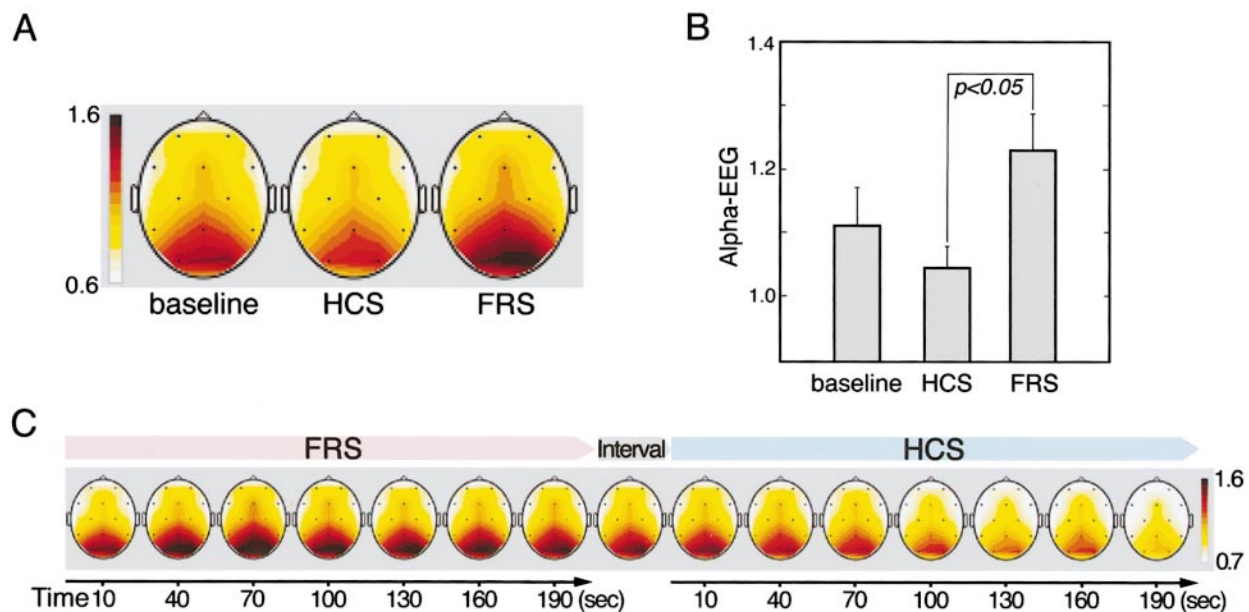 A
1.6
0.6
baseline HCS FRS
B
Alpha-EEG
1.4
1.2
1.0
p<0.05
baseline HCS FRS
C
FRS Interval HCS
1.6
0.7
Time 10 40 70 100 130 160 190 (sec) 10 40 70 100 130 160 190 (sec)